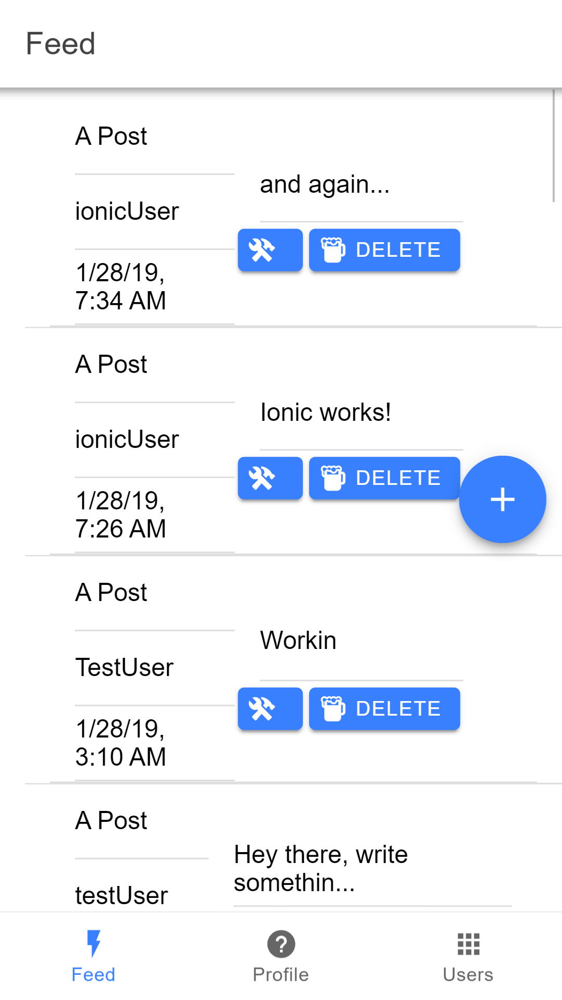 Feed
A Post
and again...
ionicUser
DELETE
1/28/19,
7:34 AM
A Post
Ionic works!
ionicUser
DELETE
1/28/19,
7:26 AM
A Post
Workin
TestUser
DELETE
1/28/19,
3:10 AM
A Post
Hey there, write
somethin...
testUser
Feed
Profile
Users